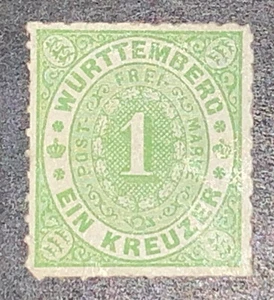 WURTTEMBERG
FREI
POST
MARKE
1
EIN KREUZER